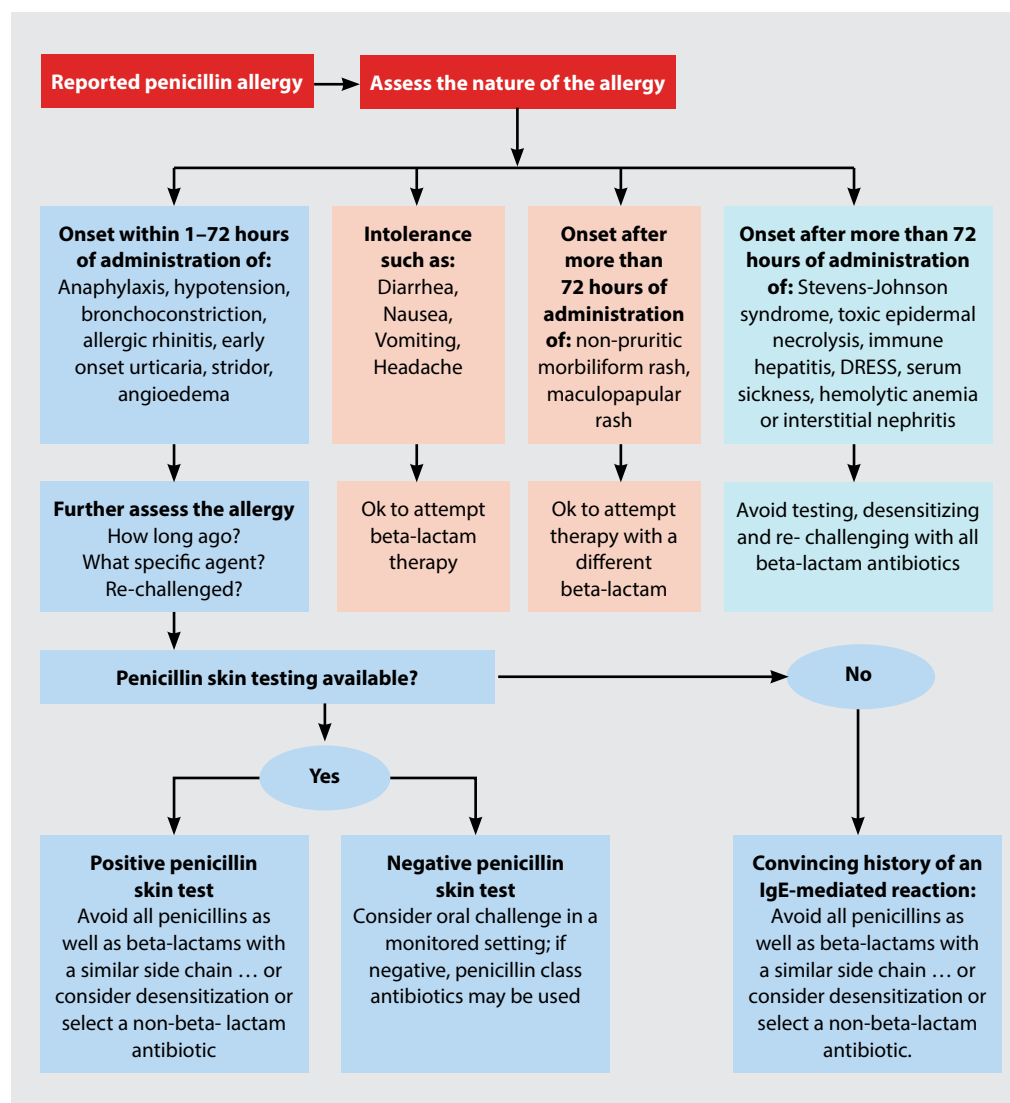 Reported penicillin allergy
Assess the nature of the allergy
Onset within 1–72 hours
of administration of:
Anaphylaxis, hypotension,
bronchoconstriction,
allergic rhinitis, early
onset urticaria, stridor,
angioedema
Intolerance
such as:
Diarrhea,
Nausea,
Vomiting,
Headache
Onset after
more than
72 hours of
administration
of: non-pruritic
morbiliform rash,
maculopapular
rash
Onset after more than 72
hours of administration
of: Stevens-Johnson
syndrome, toxic epidermal
necrolysis, immune
hepatitis, DRESS, serum
sickness, hemolytic anemia
or interstitial nephritis
Further assess the allergy
How long ago?
What specific agent?
Re-challenged?
Ok to attempt
beta-lactam
therapy
Ok to attempt
therapy with a
different
beta-lactam
Avoid testing, desensitizing
and re- challenging with all
beta-lactam antibiotics
Penicillin skin testing available?
No
Yes
Positive penicillin
skin test
Avoid all penicillins as
well as beta-lactams with
a similar side chain … or
consider desensitization or
select a non-beta- lactam
antibiotic
Negative penicillin
skin test
Consider oral challenge in a
monitored setting; if
negative, penicillin class
antibiotics may be used
Convincing history of an
IgE-mediated reaction:
Avoid all penicillins as
well as beta-lactams with
a similar side chain … or
consider desensitization or
select a non-beta-lactam
antibiotic.